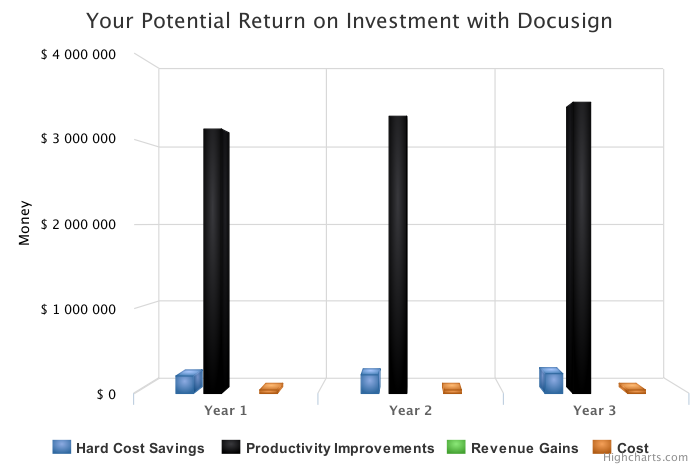 Your Potential Return on Investment with Docusign
$ 4 000 000
$ 3 000 000
$ 2 000 000
$ 1 000 000
$ 0
Money
Year 1 Year 2 Year 3
Hard Cost Savings Productivity Improvements Revenue Gains Cost
Highcharts.com